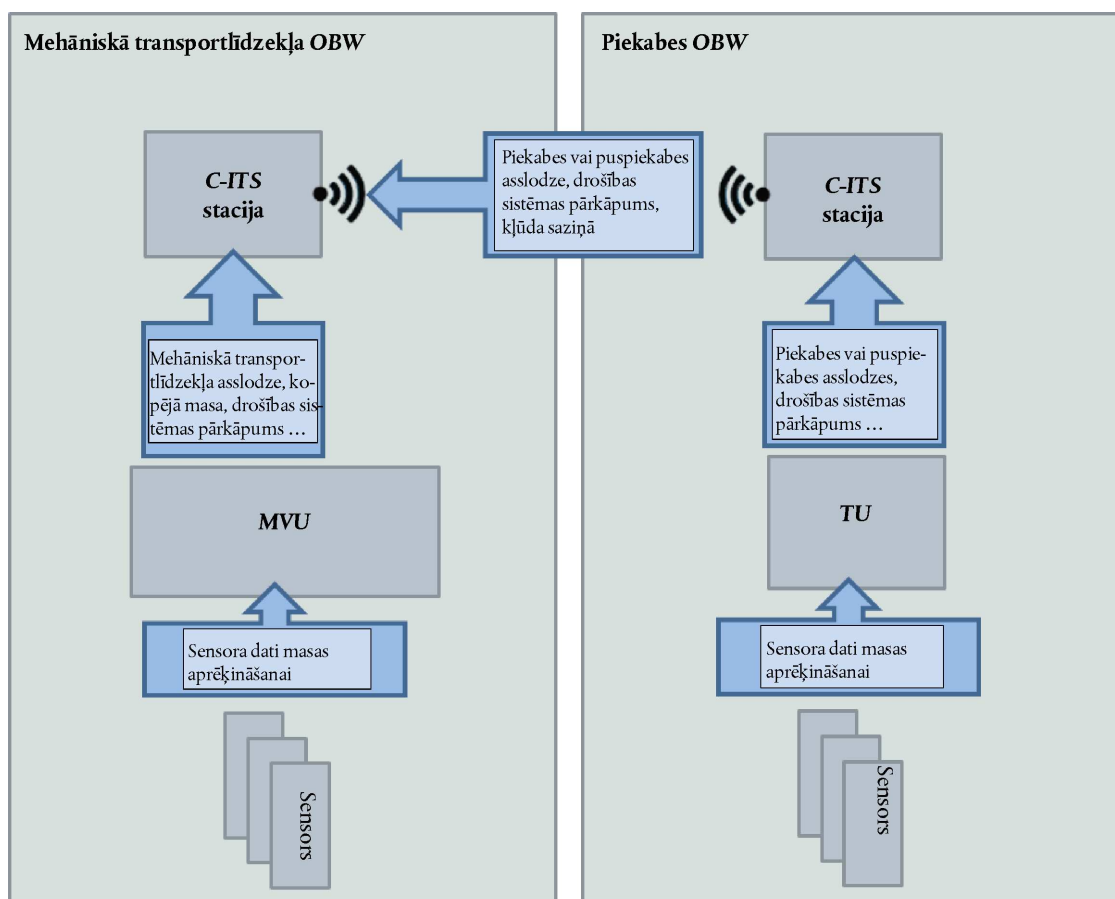 Mehāniskā transportlīdzekļa OBW
C-ITS
stacija
Mehāniskā transpor-
tlīdzekļa asslodze, ko-
pējā masa, drošības sis-
tēmas pārkāpums ...
MVU
Sensora dati masas
aprēķināšanai
Sensors
Piekabes vai puspiekabes
asslodze, drošības
sistēmas pārkāpums,
kļūda saziņā
Piekabes OBW
C-ITS
stacija
Piekabes vai puspie-
kabes asslodzes,
drošības sistēmas
pārkāpums ...
TU
Sensora dati masas
aprēķināšanai
Sensors